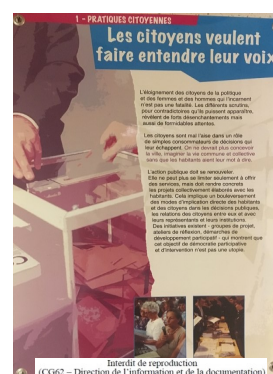 1 - PRATIQUES CITOYENNES
Les citoyens veulent
faire entendre leur voix
L'éloignement des citoyens de la politique
et des femmes et des hommes qui l'incarnent
n'est pas une fatalité. Les différents scrutins,
pour contradictoires qu'ils puissent apparaître,
révèlent de forts désenchantements mais
aussi de formidables attentes.
Les citoyens sont mal l'aise dans un rôle
de simples consommateurs de décisions qui
leur échappent. On ne devrait plus concevoir
la ville, imaginer la vie commune et collective
sans que les habitants aient leur mot à dire.
L'action publique doit se renouveler.
Elle ne peut plus se limiter seulement à offrir
des services, mais doit rendre concrets
les projets collectivement élaborés avec les
habitants. Cela implique un bouleversement
des modes d'implication directe des habitants
et des citoyens dans les décisions publiques,
les relations des citoyens entre eux et avec
leurs représentants et leurs institutions.
Des initiatives existent - groupes de projet,
ateliers de réflexion, démarches de
développement participatif - qui montrent que
cet objectif de démocratie participative
et d'intervention n'est pas une utopie.
Interdit de reproduction
(CG62 – Direction de l'information et de la documentation)